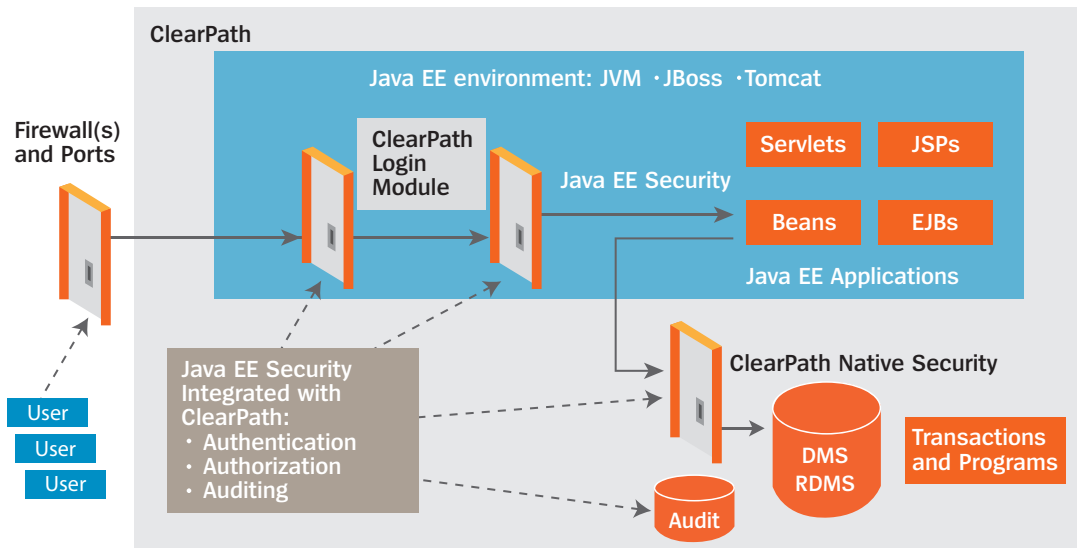 ClearPath
Java EE environment: JVM · JBoss · Tomcat
Firewall(s)
and Ports
ClearPath
Login
Module
Servlets
JSPs
Java EE Security
Beans
EJBs
Java EE Applications
Java EE Security
Integrated with
ClearPath:
· Authentication
· Authorization
· Auditing
ClearPath Native Security
User
User
User
DMS
RDMS
Transactions
and Programs
Audit